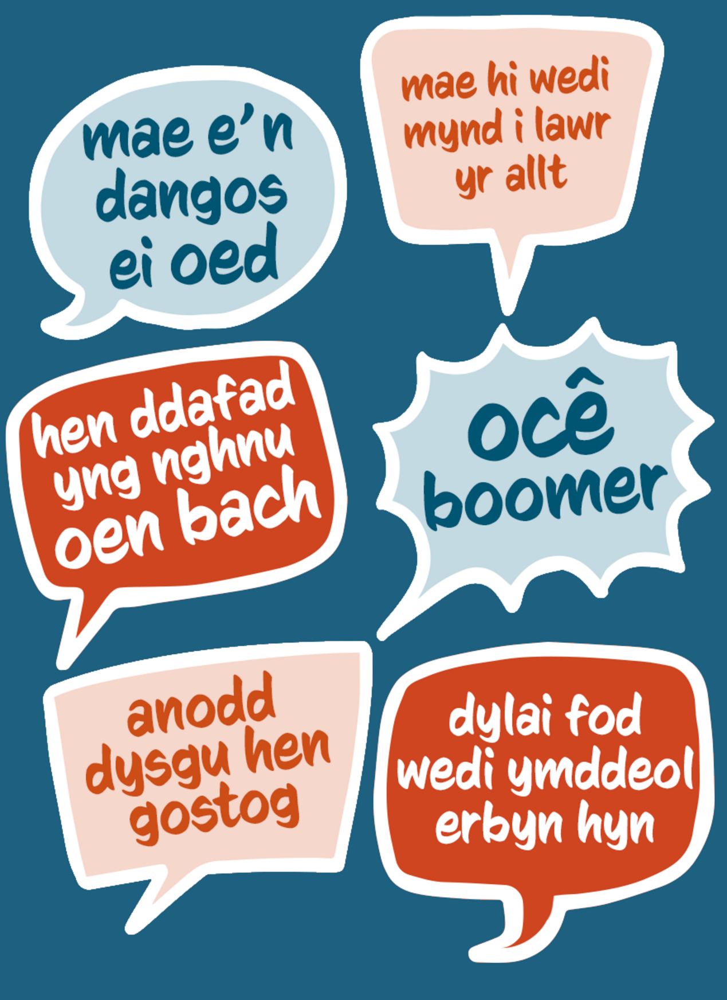 mae e'n
dangos
ei oed
mae hi wedi
mynd i lawr
yr allt
hen ddafad
yng nghnu
oen bach
ocê
boomer
anodd
dysgu hen
gostog
dylai fod
wedi ymddeol
erbyn hyn